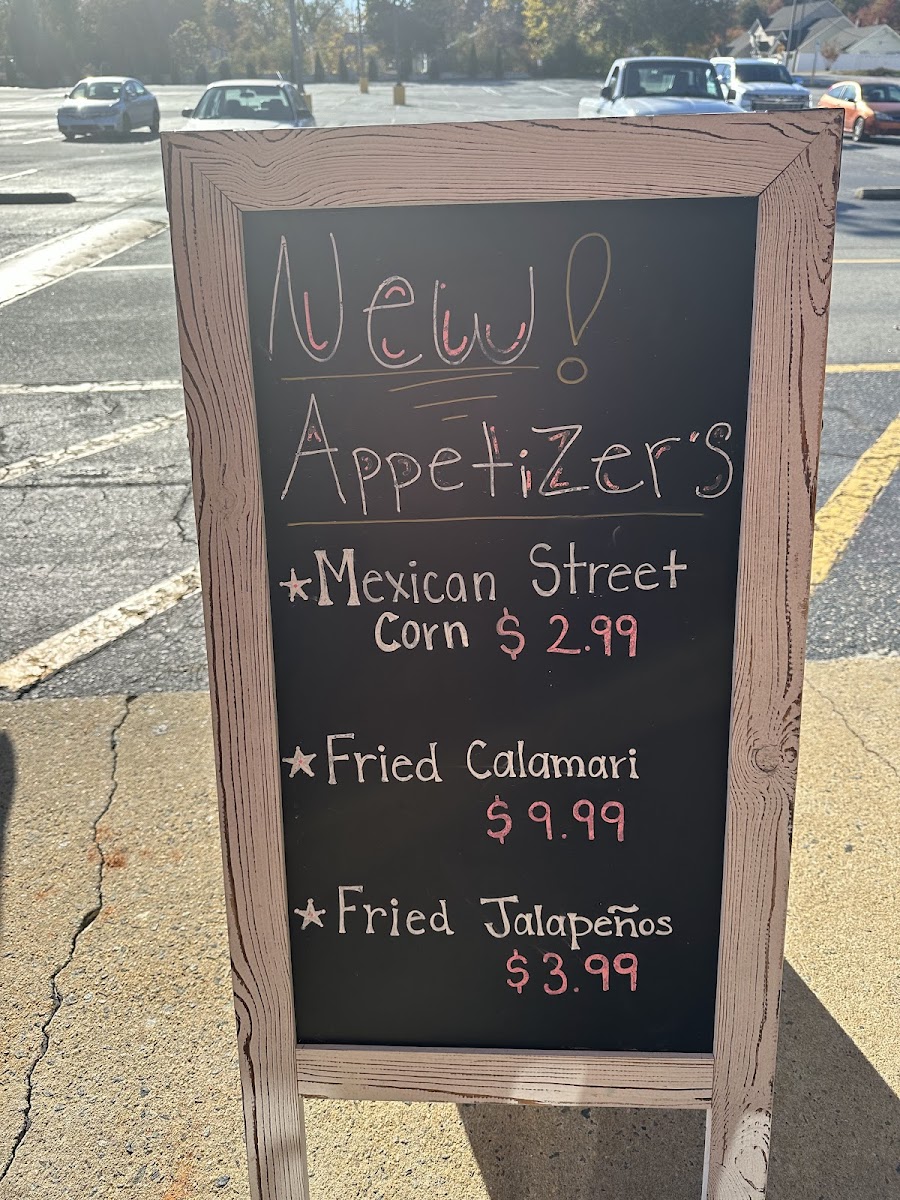 New!
Appetizer's
☆Mexican Street
Corn $2.99
☆Fried Calamari
$9.99
☆Fried Jalapeños
$3.99